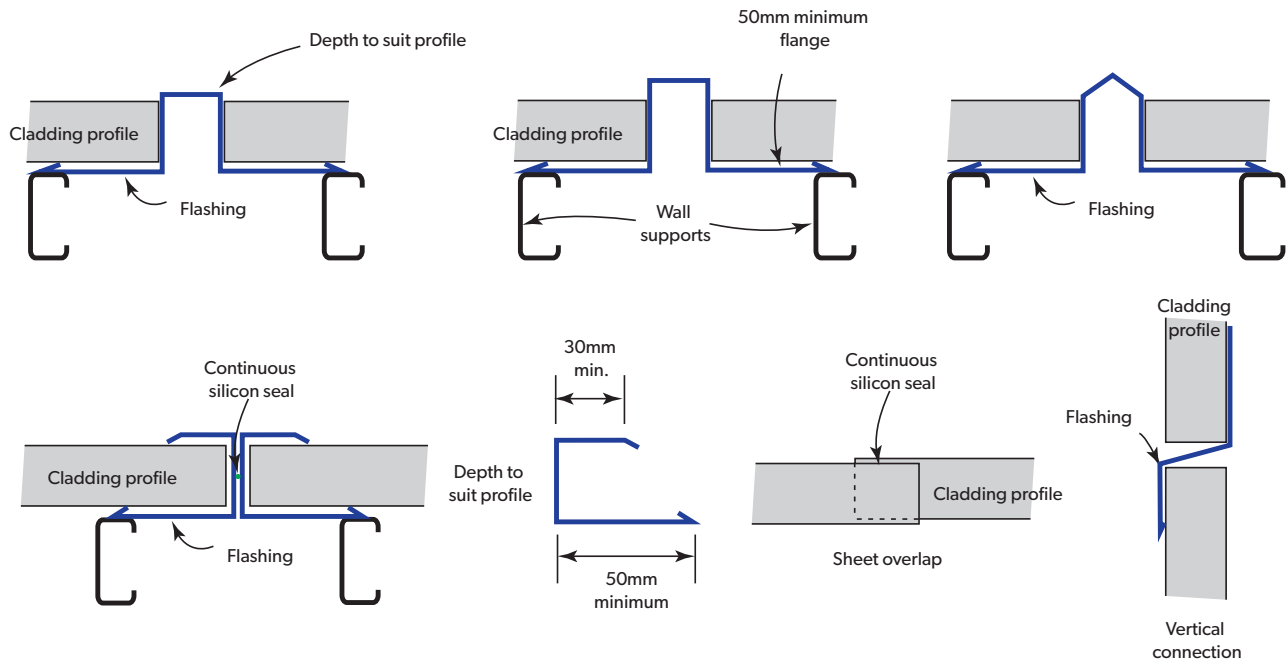 Depth to suit profile
Cladding profile
Flashing
50mm minimum
flange
Cladding profile
Wall
supports
Flashing
Continuous
silicon seal
Cladding profile
Flashing
30mm
min.
Depth to
suit profile
50mm
minimum
Continuous
silicon seal
Cladding profile
Sheet overlap
Cladding
profile
Flashing
Vertical
connection